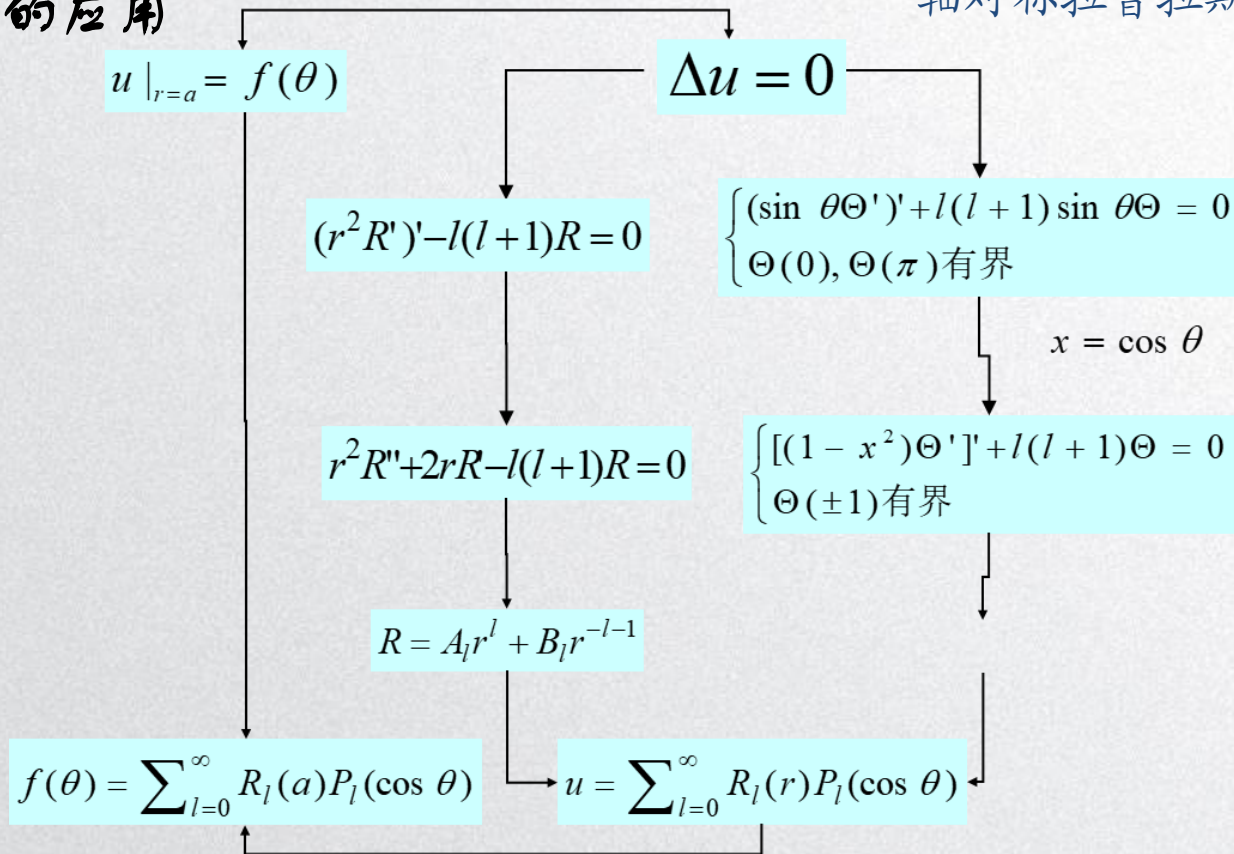 的应用
轴对称拉普拉斯
u |_{r=a} = f(θ)
Δu = 0
(r²R')'−l(l+1)R=0
(sin θΘ')'+l(l+1)sin θΘ = 0
Θ(0),Θ(π)有界
x = cos θ
r²R''+2rR'−l(l+1)R=0
[(1−x²)Θ']'+l(l+1)Θ = 0
Θ(±1)有界
R = A_l r^l + B_l r^{−l−1}
f(θ) = ∑_{l=0}^{∞} R_l(a)P_l(cos θ)
u = ∑_{l=0}^{∞} R_l(r)P_l(cos θ)